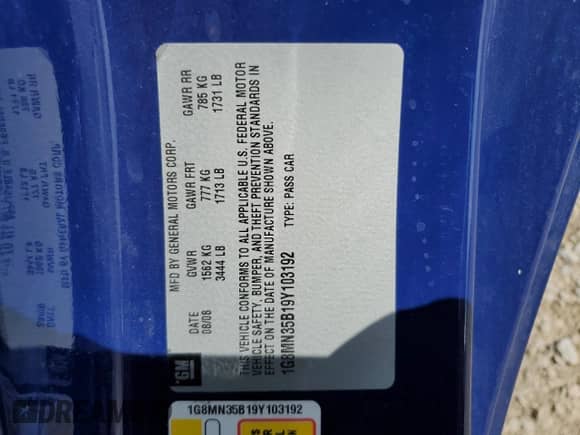 MFD BY GENERAL MOTORS CORP.
DATE GVWR GAWR FRT GAWR RR
08/08 1562 KG 777 KG 785 KG
3444 LB 1713 LB 1731 LB
THIS VEHICLE CONFORMS TO ALL APPLICABLE U.S. FEDERAL MOTOR
VEHICLE SAFETY, BUMPER, AND THEFT PREVENTION STANDARDS IN
EFFECT ON THE DATE OF MANUFACTURE SHOWN ABOVE.
1G8MN35B19Y103192 TYPE: PASS CAR
GM
1G8MN35B19Y103192